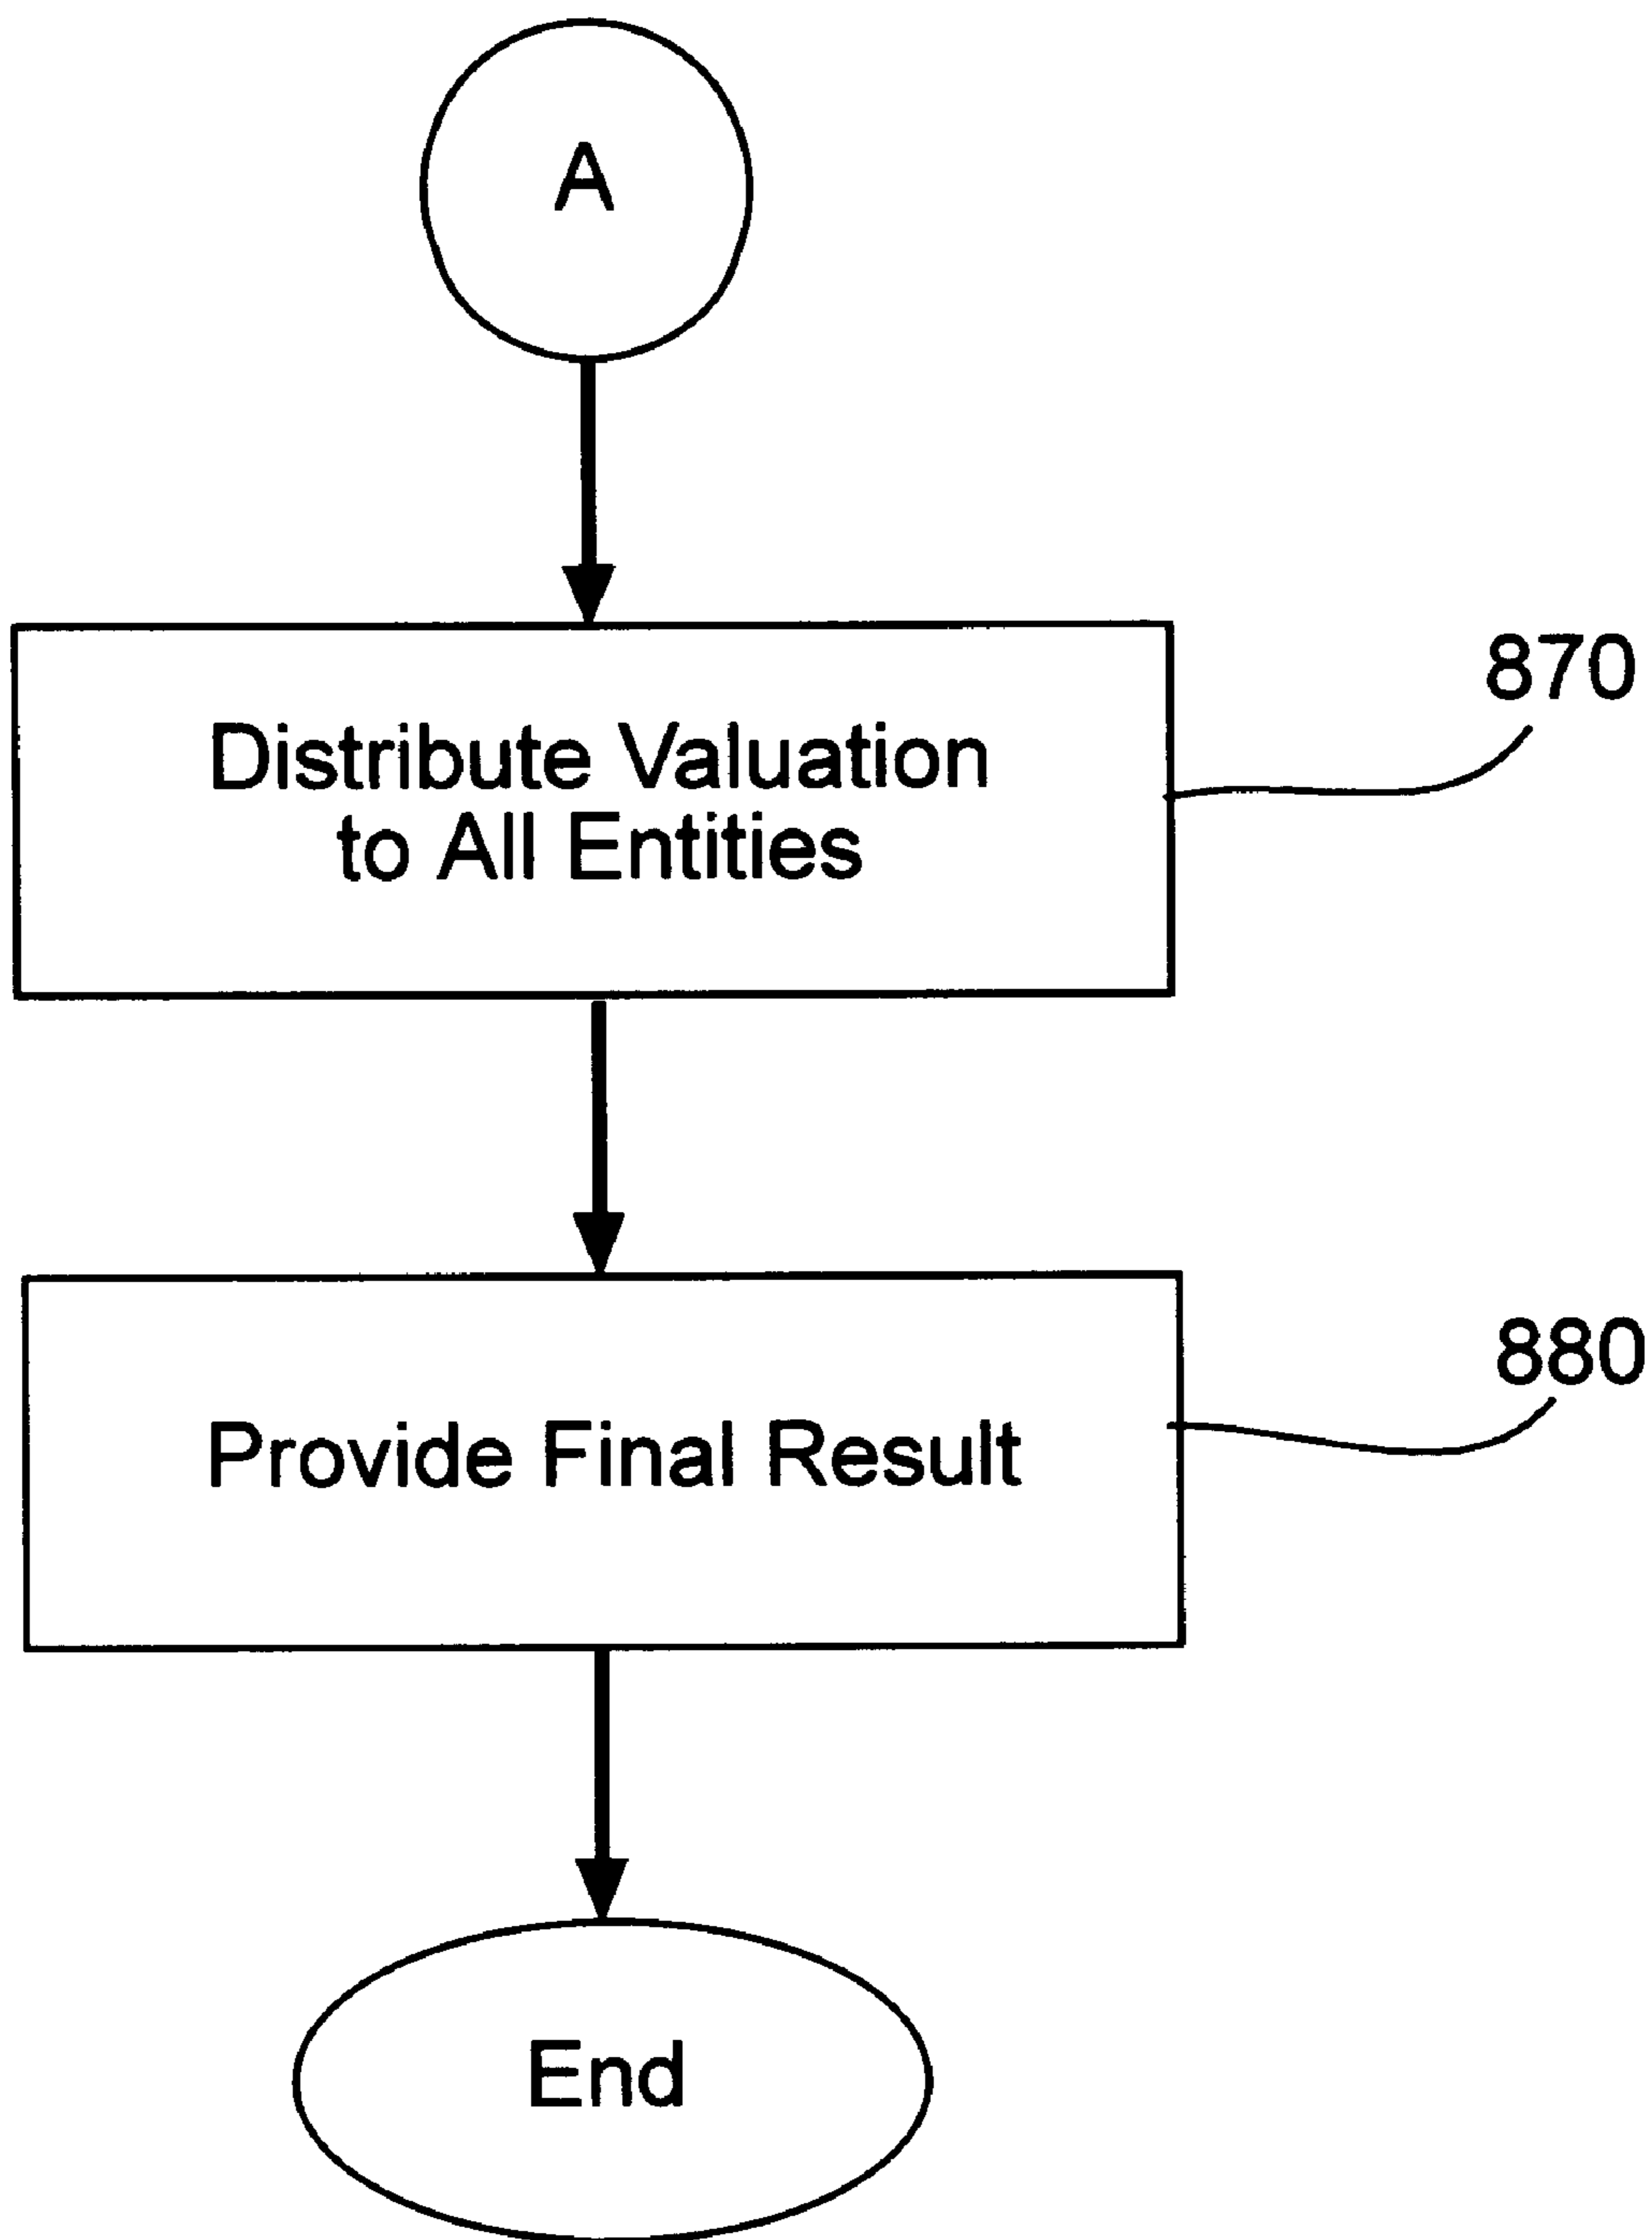 A
870
Distribute Valuation
to All Entities
880
Provide Final Result
End